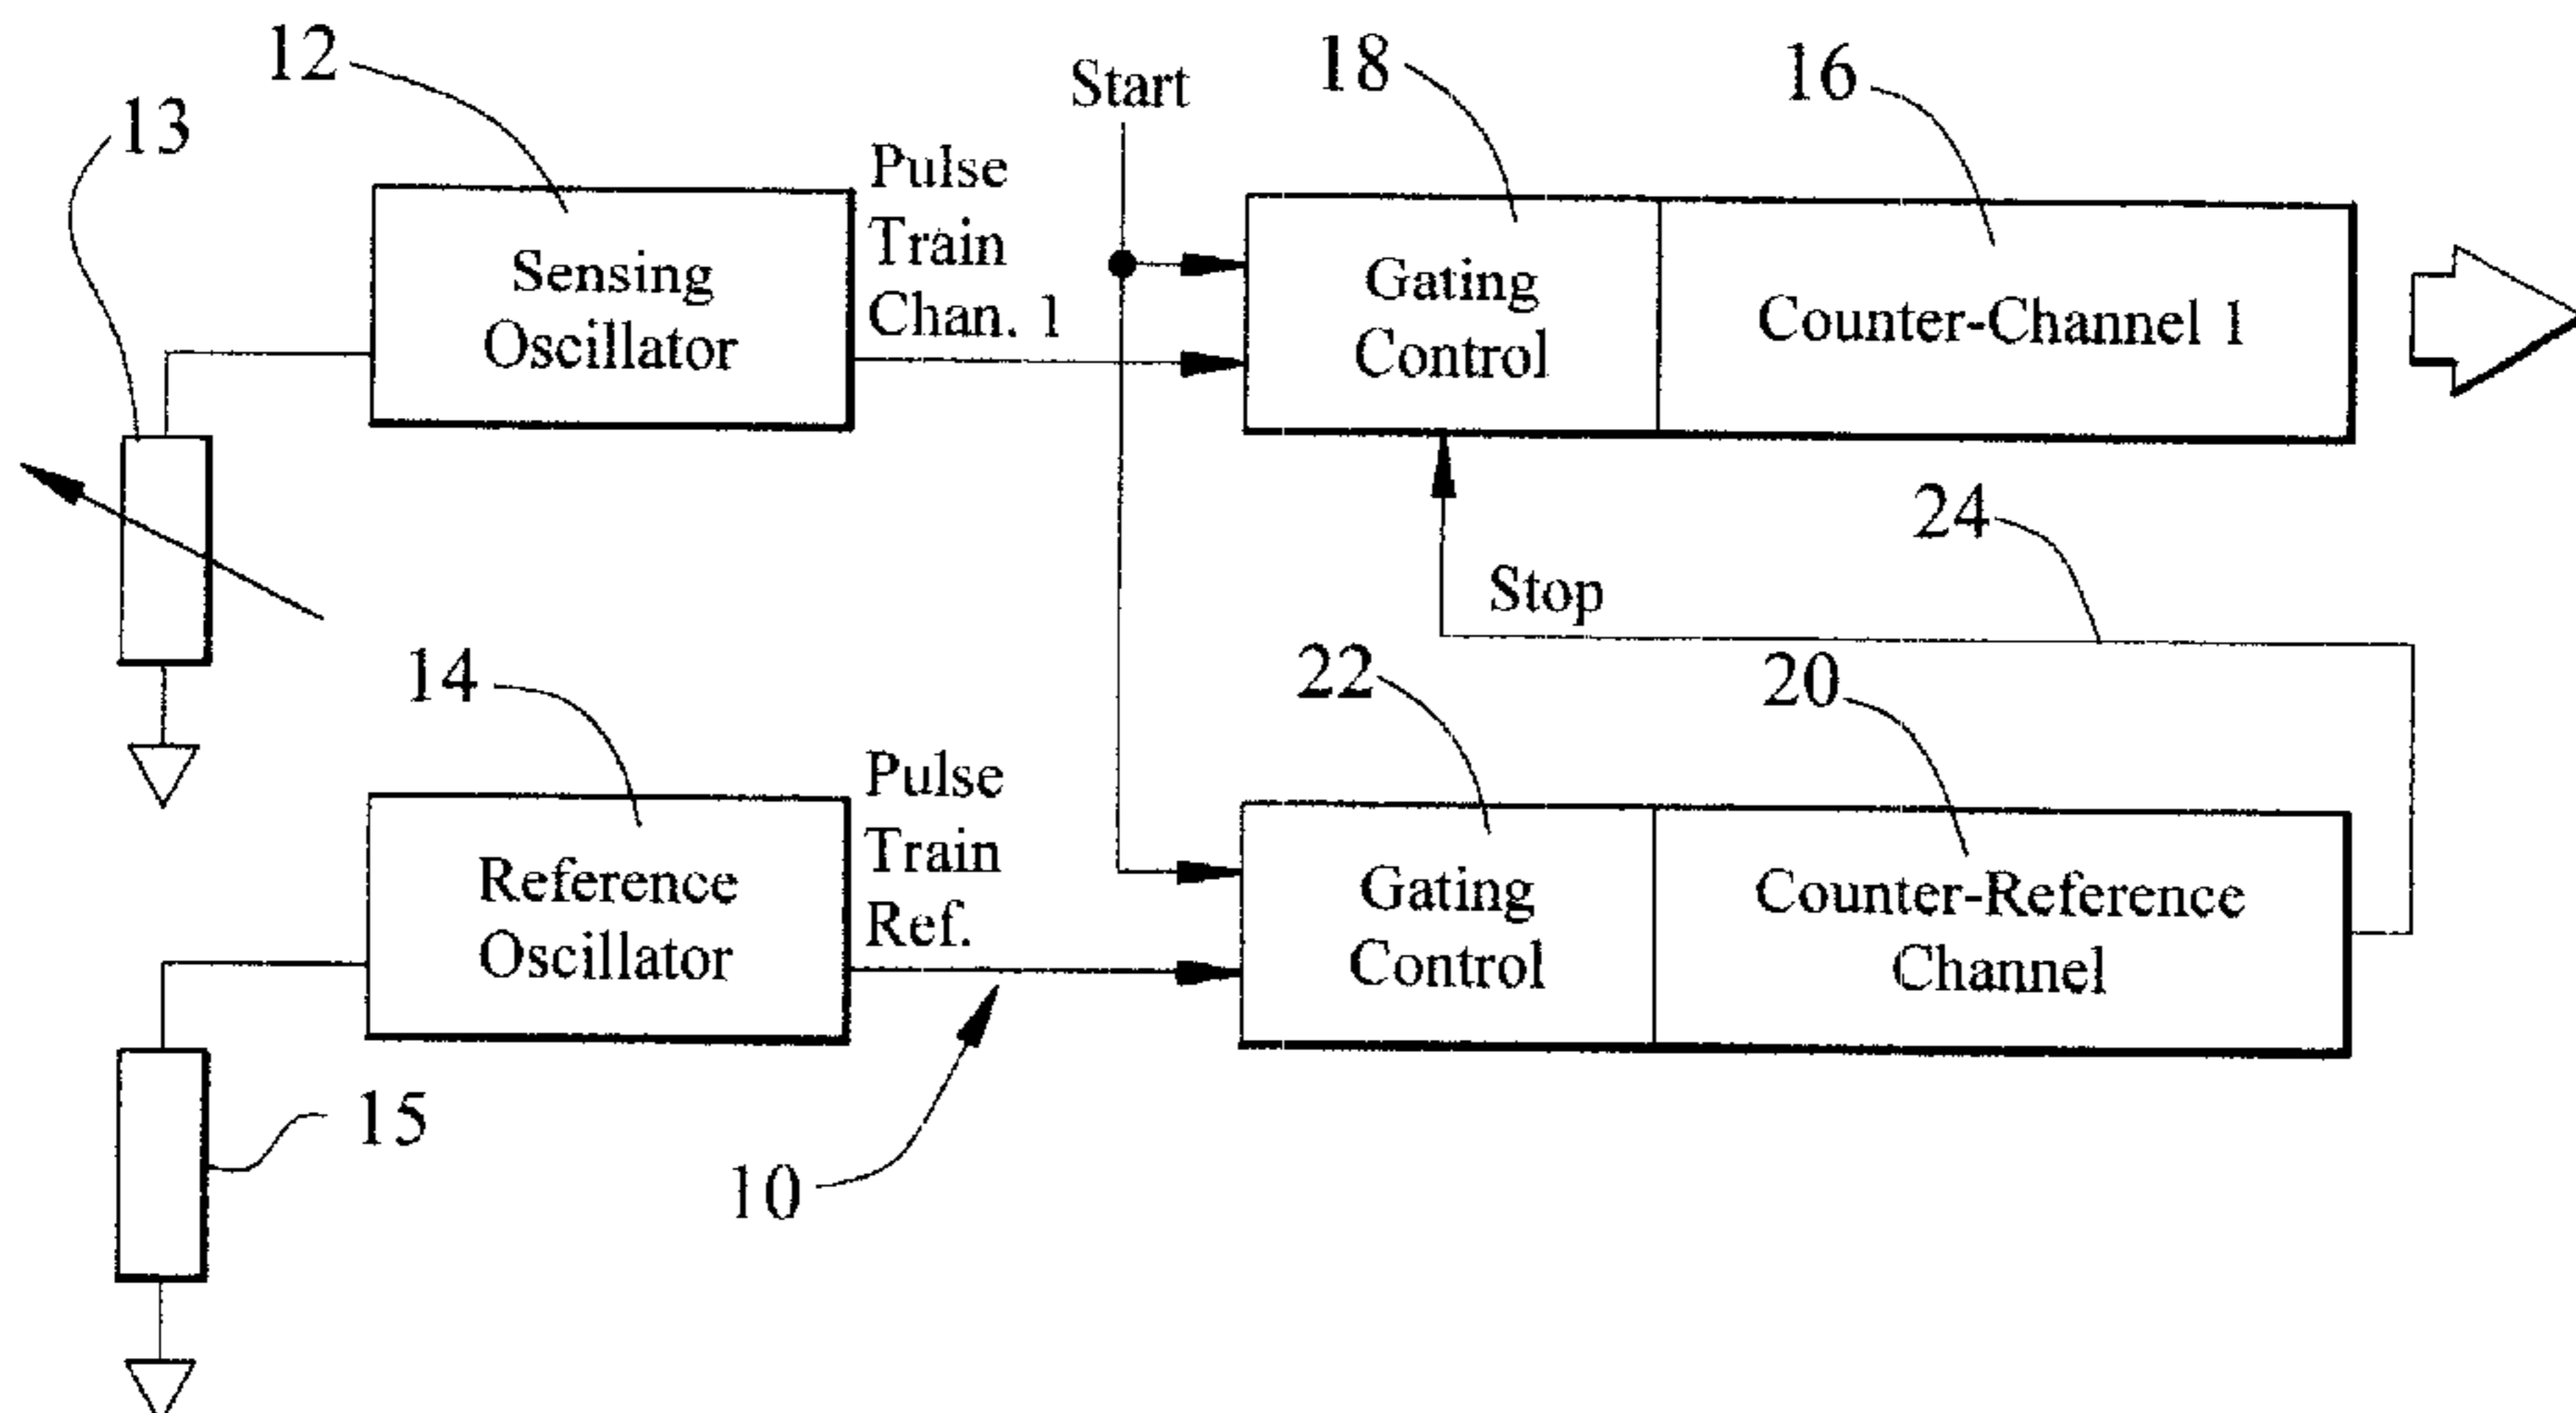 12
13
Start
18
16
Pulse
Train
Chan. 1
Sensing
Oscillator
Gating
Control
Counter-Channel 1
24
Stop
14
22
20
Pulse
Train
Ref.
Reference
Oscillator
Gating
Control
Counter-Reference
Channel
15
10